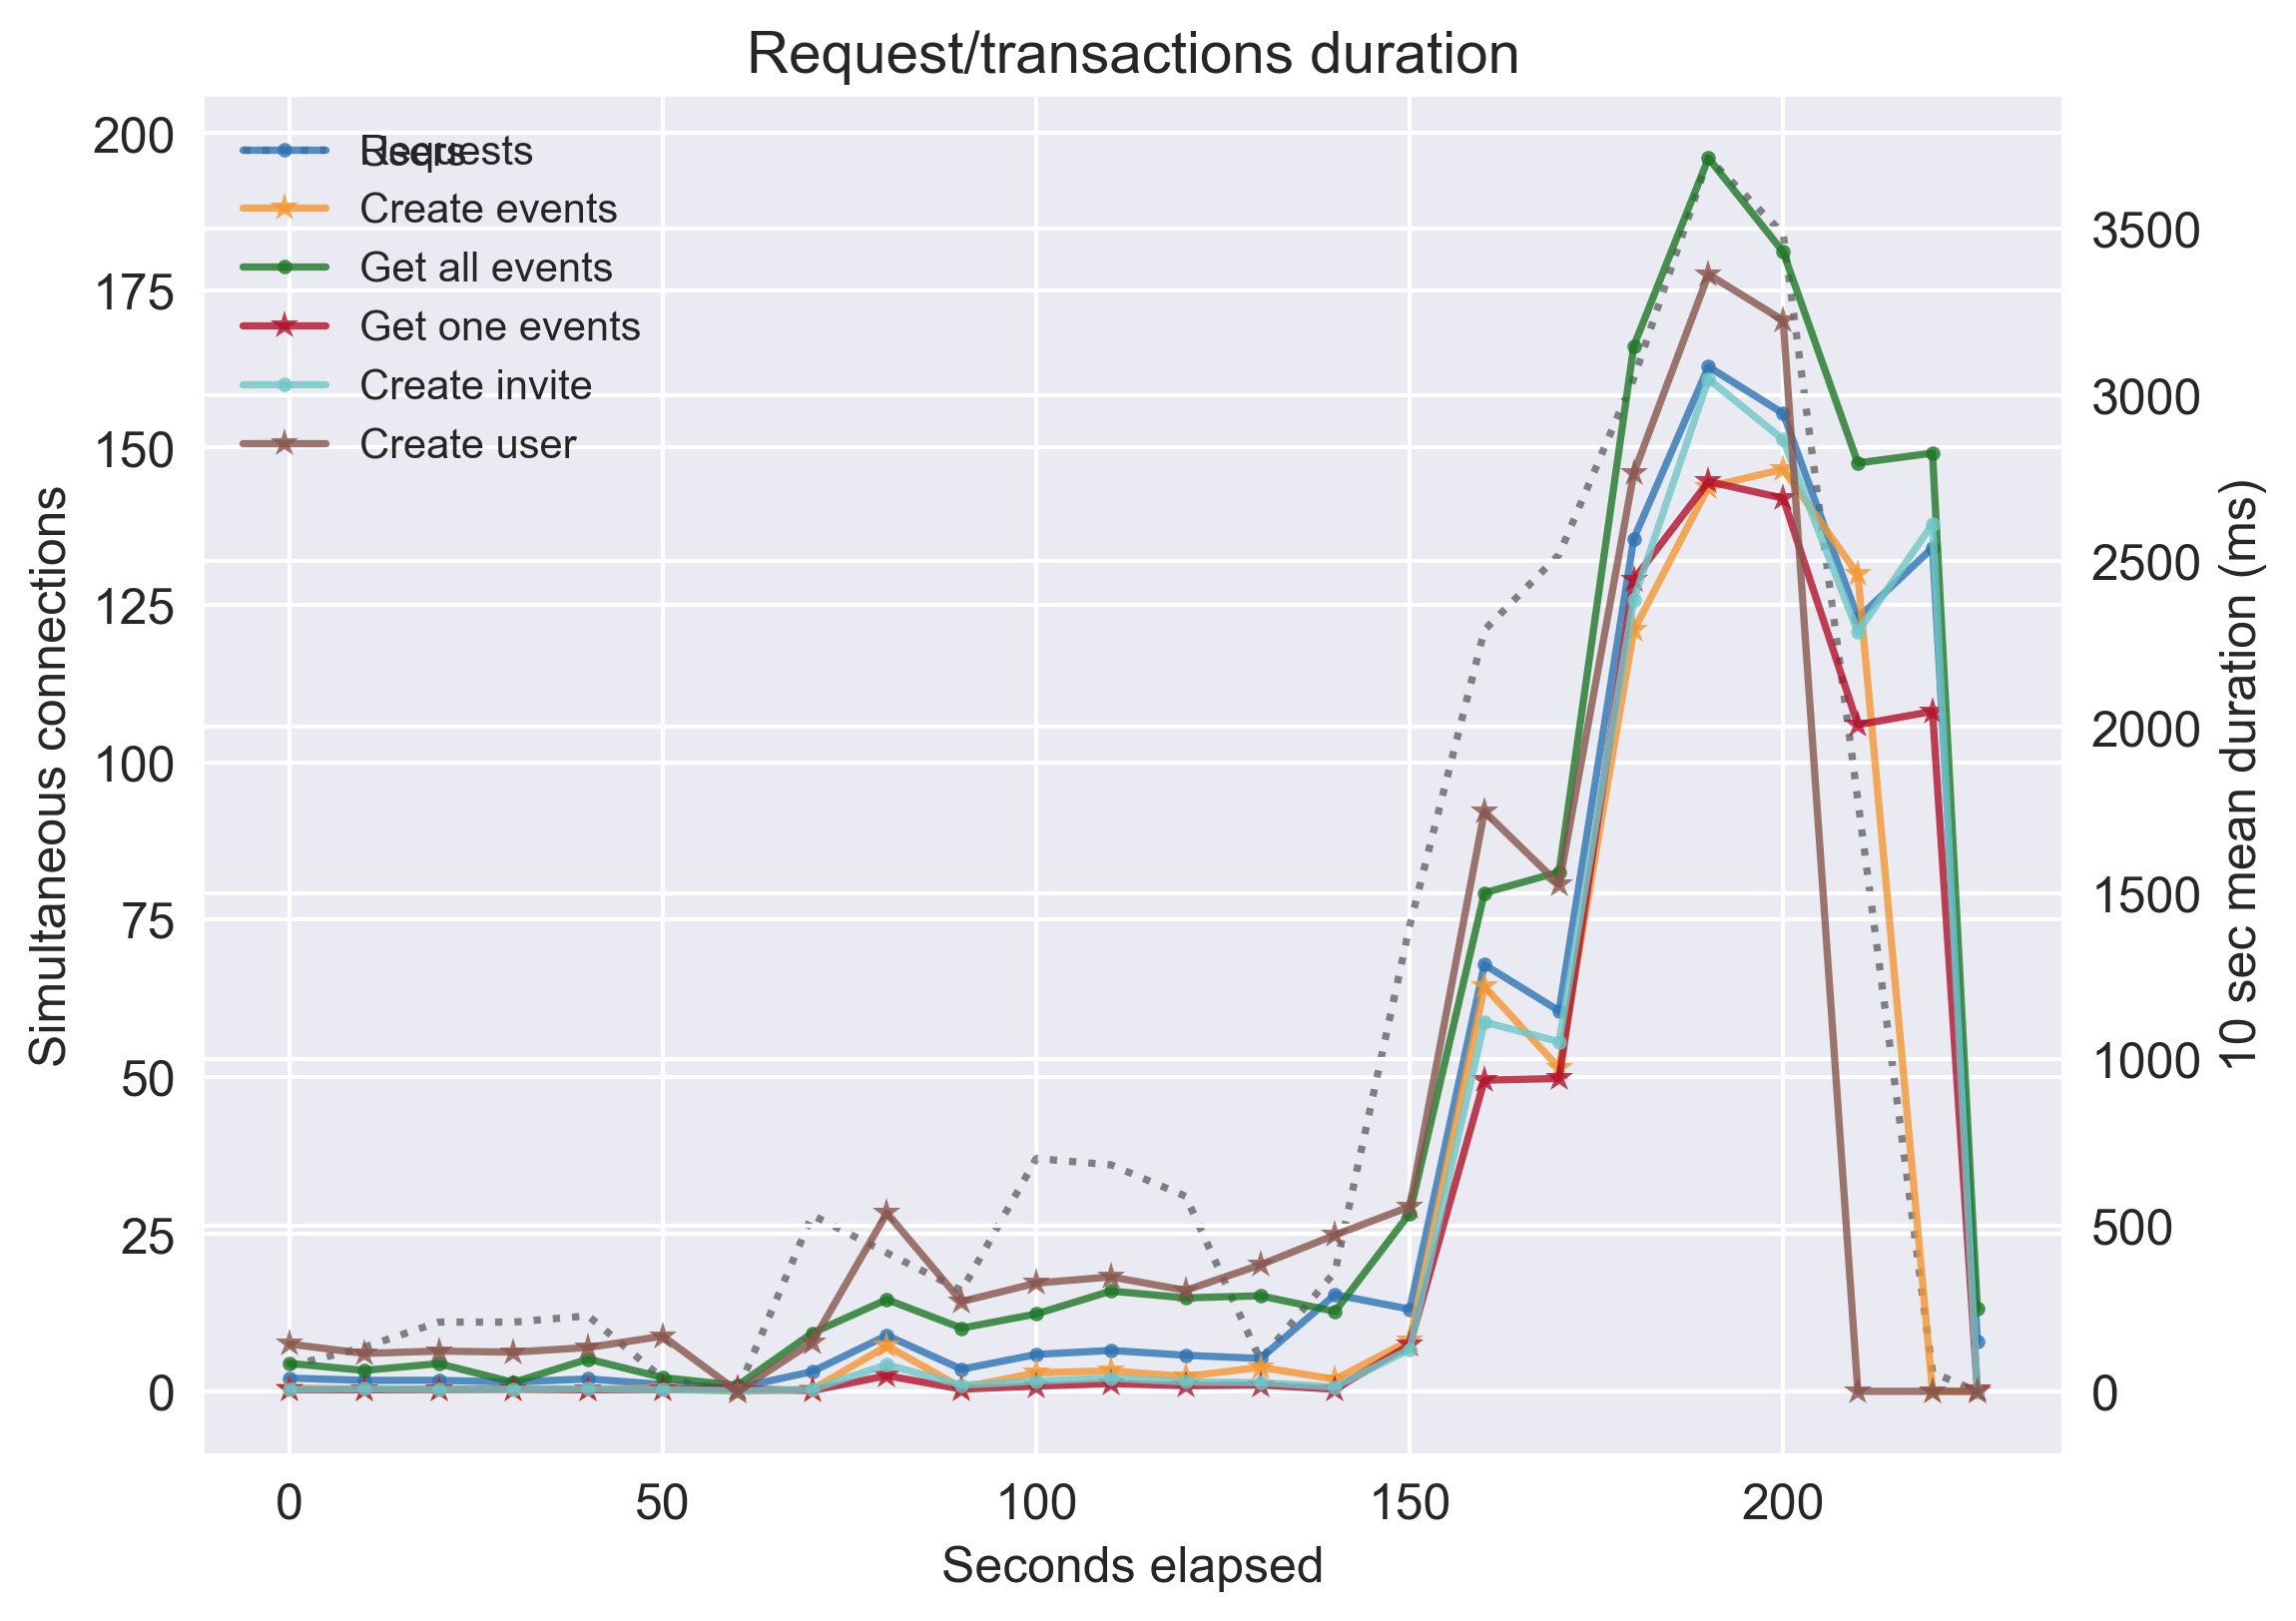 Request/transactions duration
Users
Requests
Create events
Get all events
Get one events
Create invite
Create user
200
175
150
125
100
75
50
25
0
Simultaneous connections
3500
3000
2500
2000
1500
1000
500
0
10 sec mean duration (ms)
0
50
100
150
200
Seconds elapsed